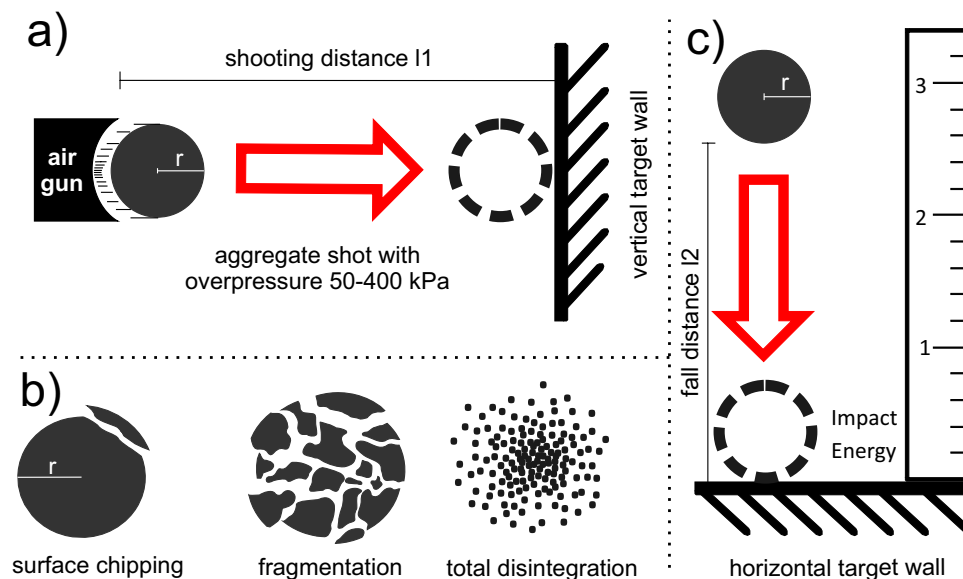 a)
shooting distance l1
air
gun
r
aggregate shot with
overpressure 50-400 kPa
vertical target wall
b)
r
surface chipping
fragmentation
total disintegration
c)
r
fall distance l2
3
2
1
Impact
Energy
horizontal target wall